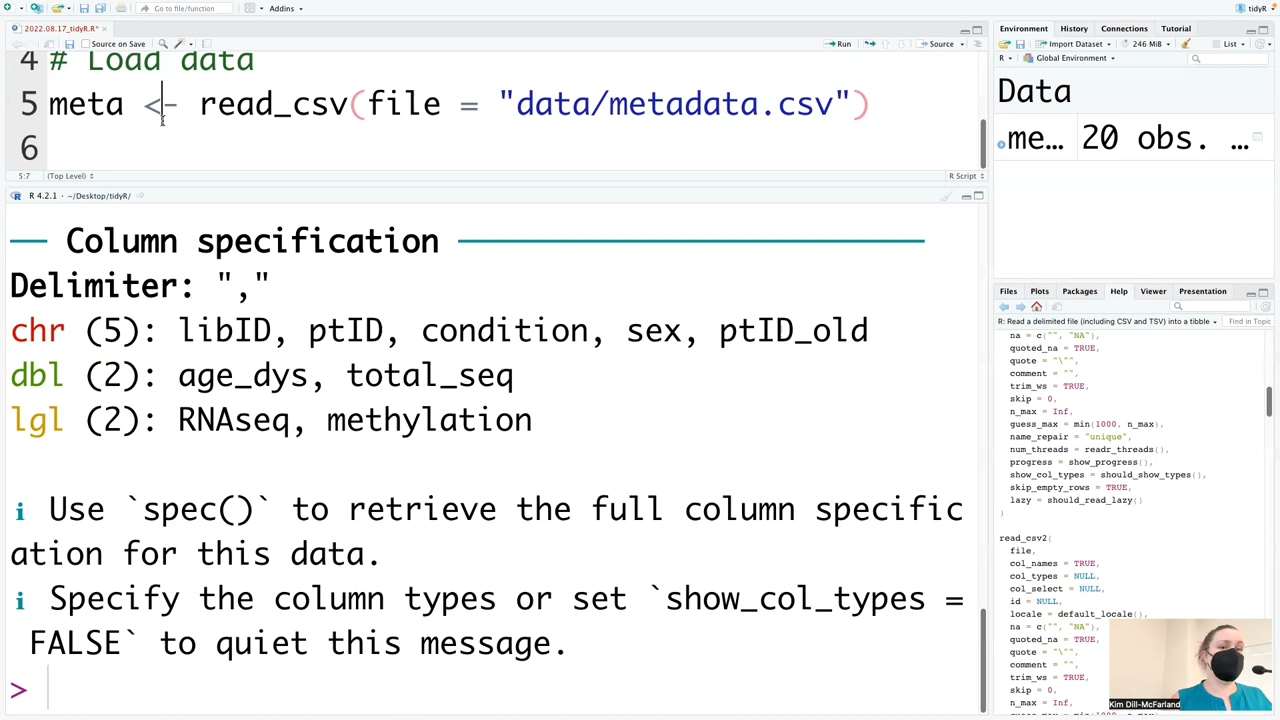 Go to file/function
Addins
tidyR
2022.08.17_tidyR.R*
Source on Save
Run
Source
4 # Load data
5 meta <- read_csv(file = "data/metadata.csv")
6
5:7
(Top Level)
R Script
R 4.2.1 · ~/Desktop/tidyR/
Column specification
Delimiter: ","
chr (5): libID, ptID, condition, sex, ptID_old
dbl (2): age_dys, total_seq
lgl (2): RNAseq, methylation
ℹ Use `spec()` to retrieve the full column specific
ation for this data.
ℹ Specify the column types or set `show_col_types =
FALSE` to quiet this message.
>
Environment History Connections Tutorial
Import Dataset 246 MiB List
R Global Environment
Data
me… 20 obs. …
Files Plots Packages Help Viewer Presentation
R: Read a delimited file (including CSV and TSV) into a tibble
Find in Topic
na = c("", "NA"),
quoted_na = TRUE,
quote = "\"",
comment = "",
trim_ws = TRUE,
skip = 0,
n_max = Inf,
guess_max = min(1000, n_max),
name_repair = "unique",
num_threads = readr_threads(),
progress = show_progress(),
show_col_types = should_show_types(),
skip_empty_rows = TRUE,
lazy = should_read_lazy()
)
read_csv2(
file,
col_names = TRUE,
col_types = NULL,
col_select = NULL,
id = NULL,
locale = default_locale(),
na = c("", "NA"),
quoted_na = TRUE,
quote = "\"",
comment = "",
trim_ws = TRUE,
skip = 0,
n_max = Inf,
Kim Dill-McFarland